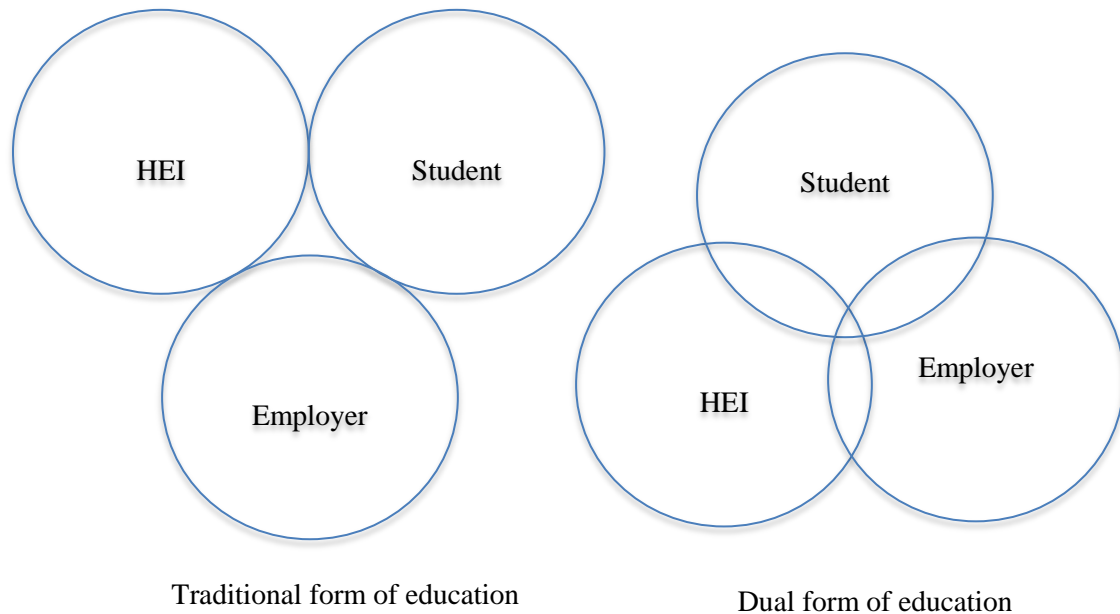 HEI
Student
Employer
Traditional form of education
Student
HEI
Employer
Dual form of education